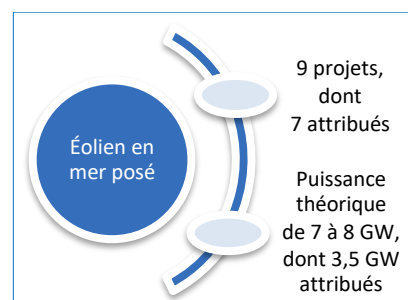 Éolien en
mer posé
9 projets,
dont
7 attribués
Puissance
théorique
de 7 à 8 GW,
dont 3,5 GW
attribués